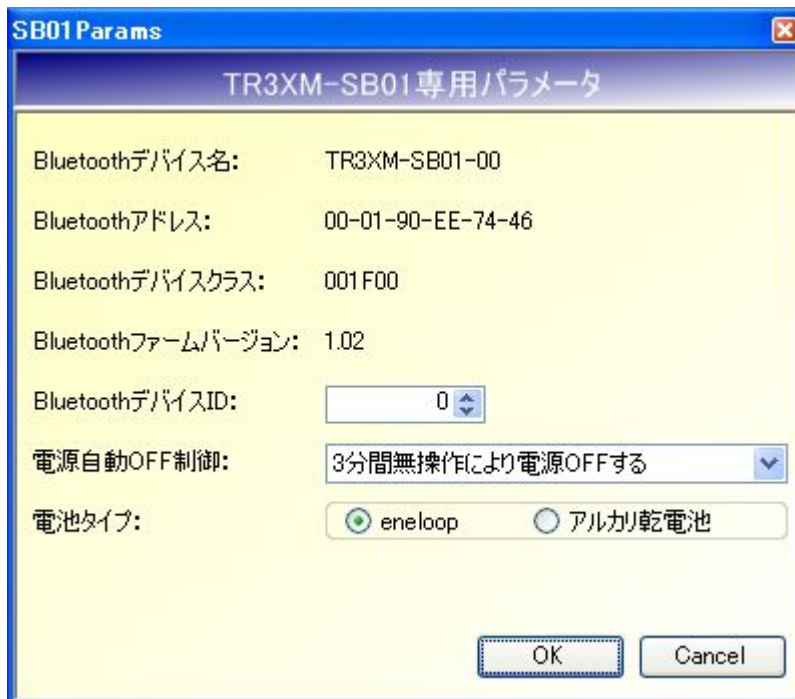 SB01Params
TR3XM-SB01専用パラメータ
Bluetoothデバイス名: TR3XM-SB01-00
Bluetoothアドレス: 00-01-90-EE-74-46
Bluetoothデバイスクラス: 001F00
Bluetoothファームバージョン: 1.02
BluetoothデバイスID: 0
電源自動OFF制御: 3分間無操作により電源OFFする
電池タイプ: eneloop アルカリ乾電池
OK Cancel